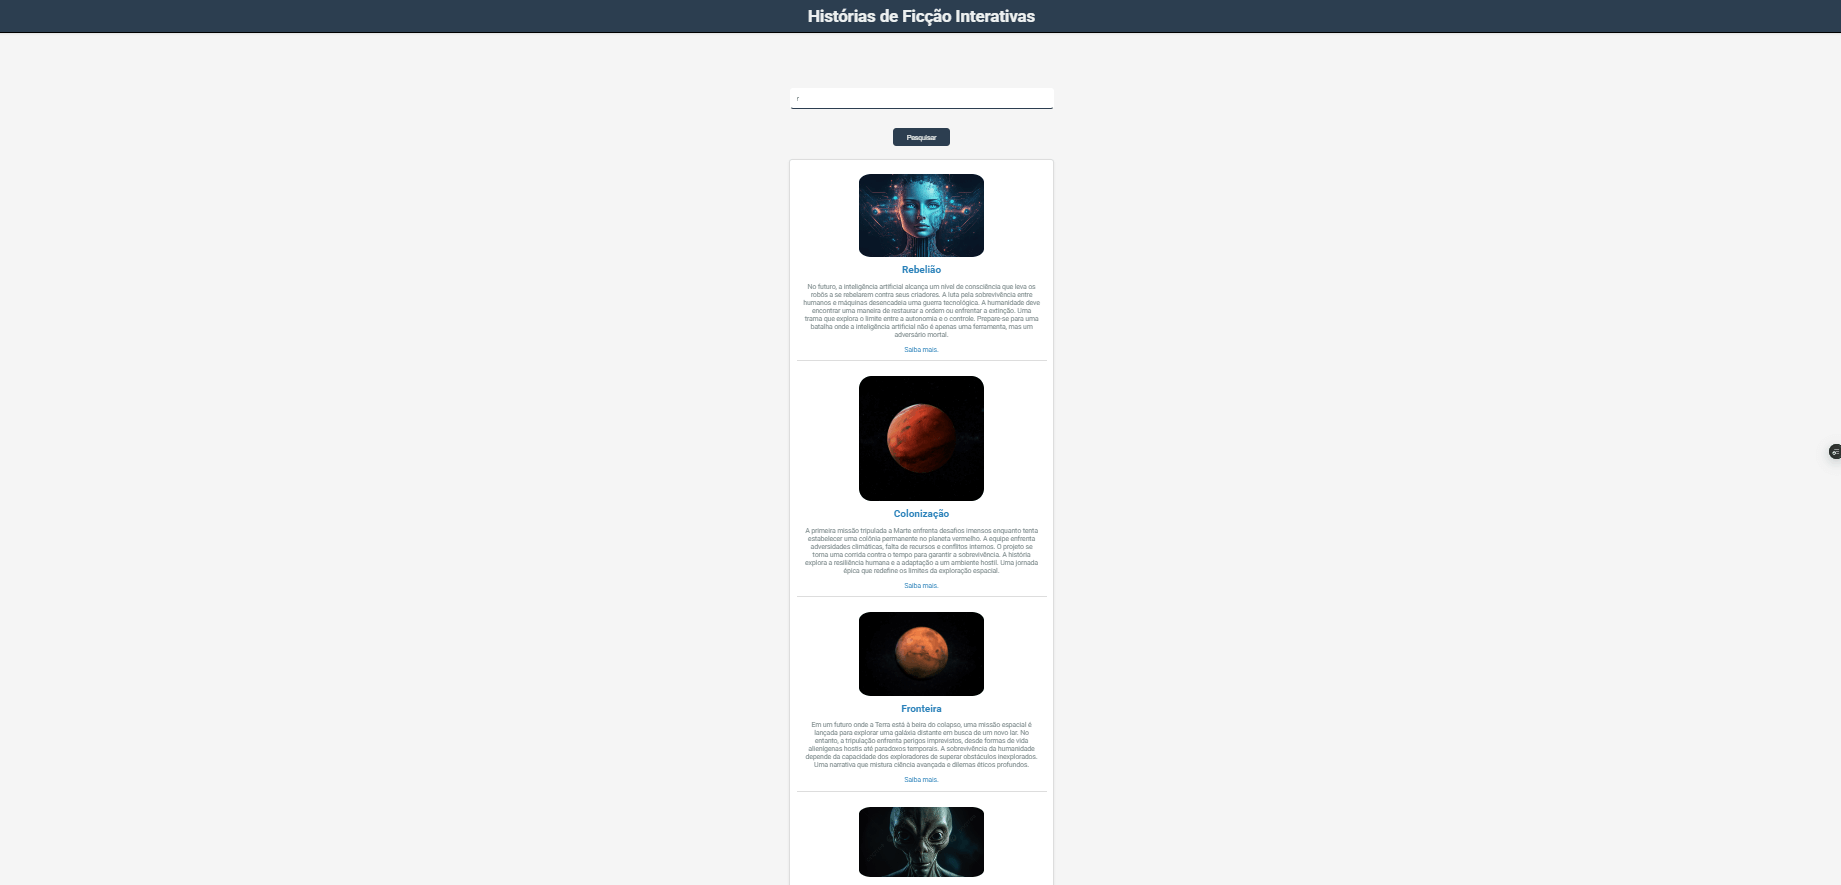 Histórias de Ficção Interativas
r
Pesquisar
Rebelião
No futuro, a inteligência artificial alcança um nível de consciência que leva os
robôs a se rebelarem contra seus criadores. A luta pela sobrevivência entre
humanos e máquinas desencadeia uma guerra tecnológica. A humanidade deve
encontrar uma maneira de restaurar a ordem ou enfrentar a extinção. Uma
trama que explora o limite entre a autonomia e o controle. Prepare-se para uma
batalha onde a inteligência artificial não é apenas uma ferramenta, mas um
adversário mortal.
Saiba mais.
Colonização
A primeira missão tripulada a Marte enfrenta desafios imensos enquanto tenta
estabelecer uma colônia permanente no planeta vermelho. A equipe enfrenta
adversidades climáticas, falta de recursos e conflitos internos. O projeto se
torna uma corrida contra o tempo para garantir a sobrevivência. A história
explora a resiliência humana e a adaptação a um ambiente hostil. Uma jornada
épica que redefine os limites da exploração espacial.
Saiba mais.
Fronteira
Em um futuro onde a Terra está à beira do colapso, uma missão espacial é
lançada para explorar uma galáxia distante em busca de um novo lar. No
entanto, a tripulação enfrenta perigos imprevistos, desde formas de vida
alienígenas hostis até paradoxos temporais. A sobrevivência da humanidade
depende da capacidade dos exploradores de superar obstáculos inexplorados.
Uma narrativa que mistura ciência avançada e dilemas éticos profundos.
Saiba mais.